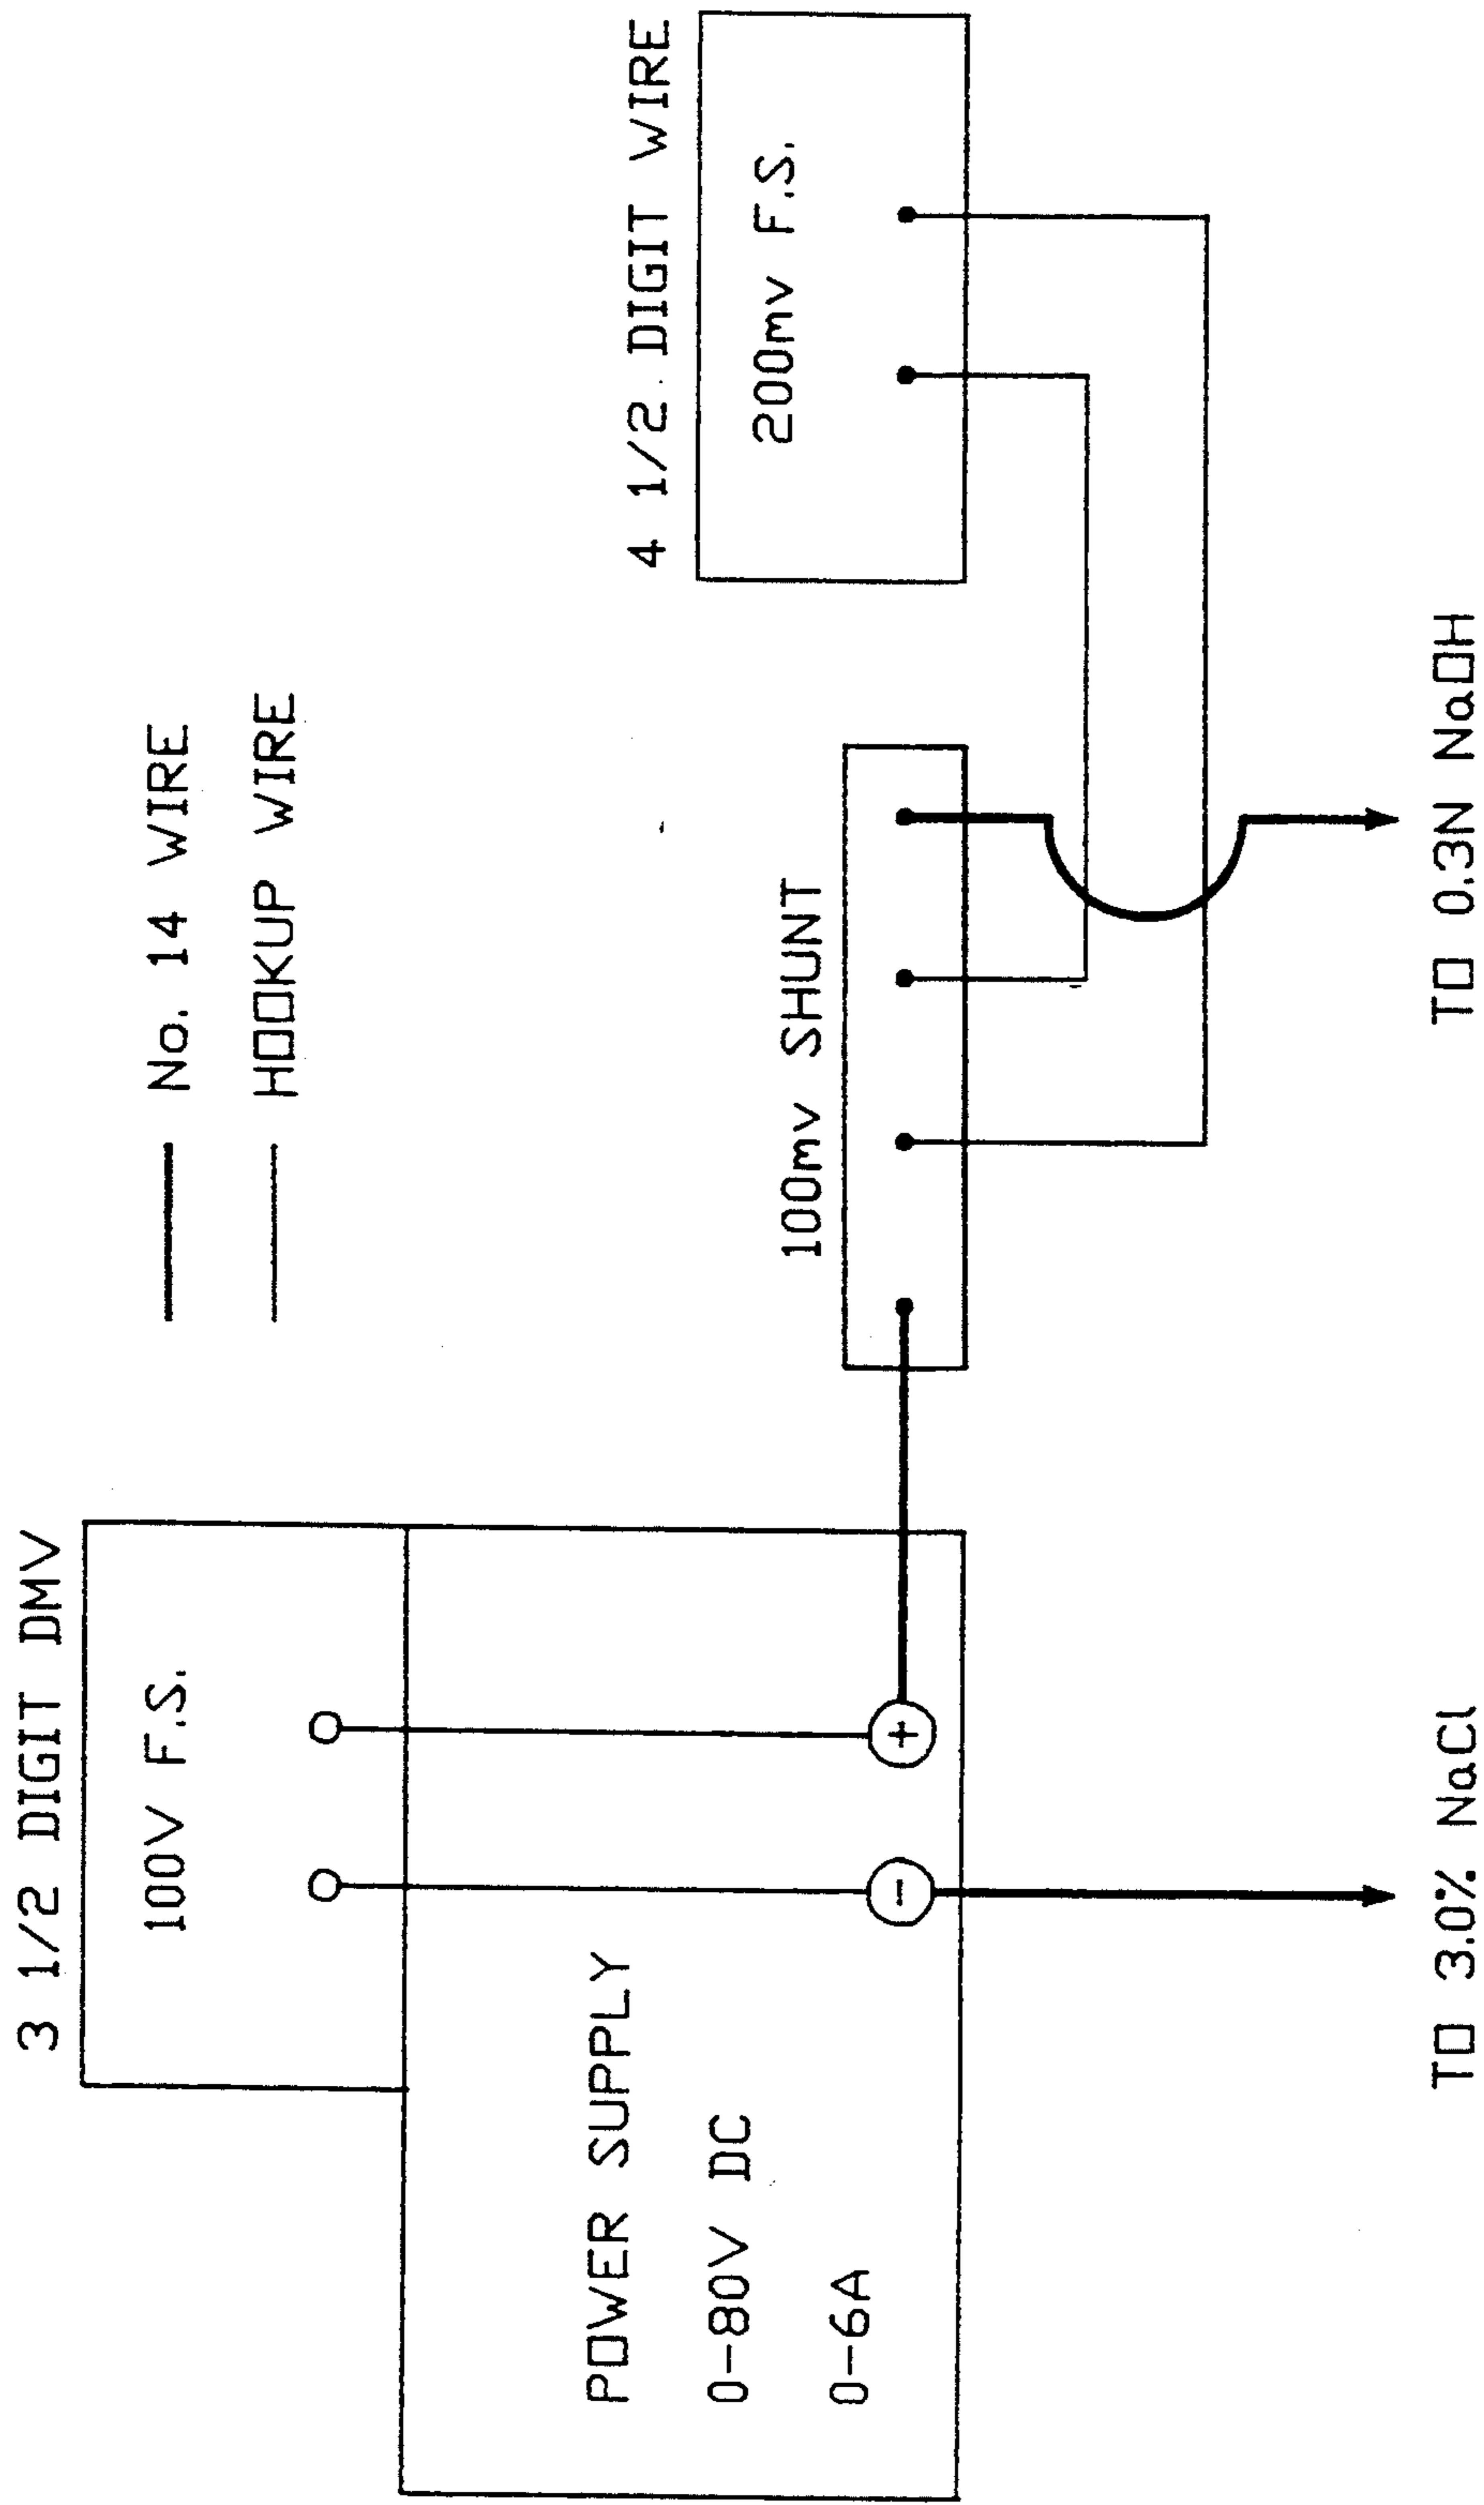 3 1/2 DIGIT DMV
100V F.S.
POWER SUPPLY
0-80V DC
0-6A
+
-
No. 14 WIRE
HOOKUP WIRE
100mv SHUNT
4 1/2 DIGIT WIRE
200mv F.S.
TO 3.0% NaCl
TO 0.3N NaOH